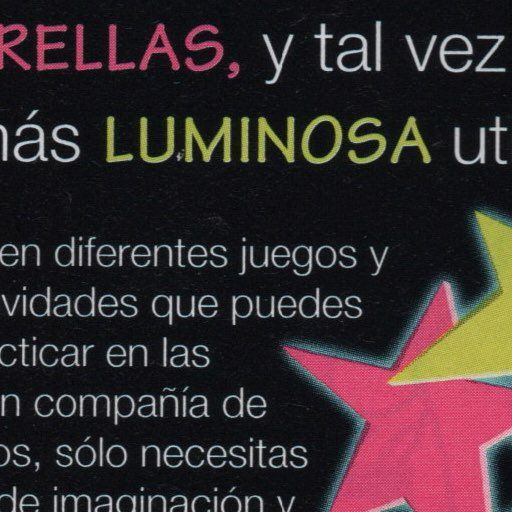 RELLAS, y tal vez
más LUMINOSA ut
en diferentes juegos y
vidades que puedes
cticar en las
n compañía de
os, sólo necesitas
de imaginación y